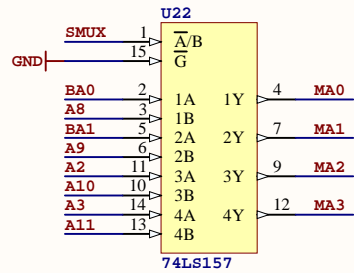 U22
SMUX 1 A/B
GND 15 G
BA0 2 1A 1Y 4 MA0
A8 3 1B
BA1 5 2A 2Y 7 MA1
A9 6 2B
A2 11 3A 3Y 9 MA2
A10 10 3B
A3 14 4A 4Y 12 MA3
A11 13 4B
74LS157